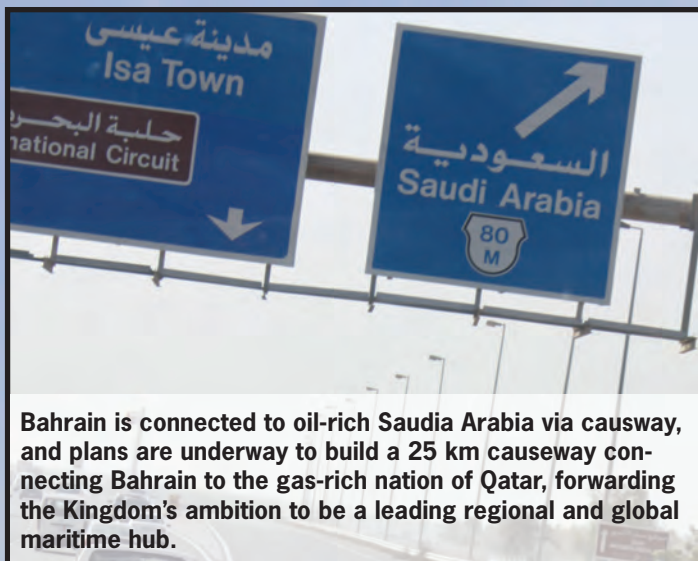 مدينة عيسى
Isa Town
حلبة البحر
national Circuit
السعودية
Saudi Arabia
80
M
Bahrain is connected to oil-rich Saudia Arabia via causway,
and plans are underway to build a 25 km causeway con-
necting Bahrain to the gas-rich nation of Qatar, forwarding
the Kingdom's ambition to be a leading regional and global
maritime hub.